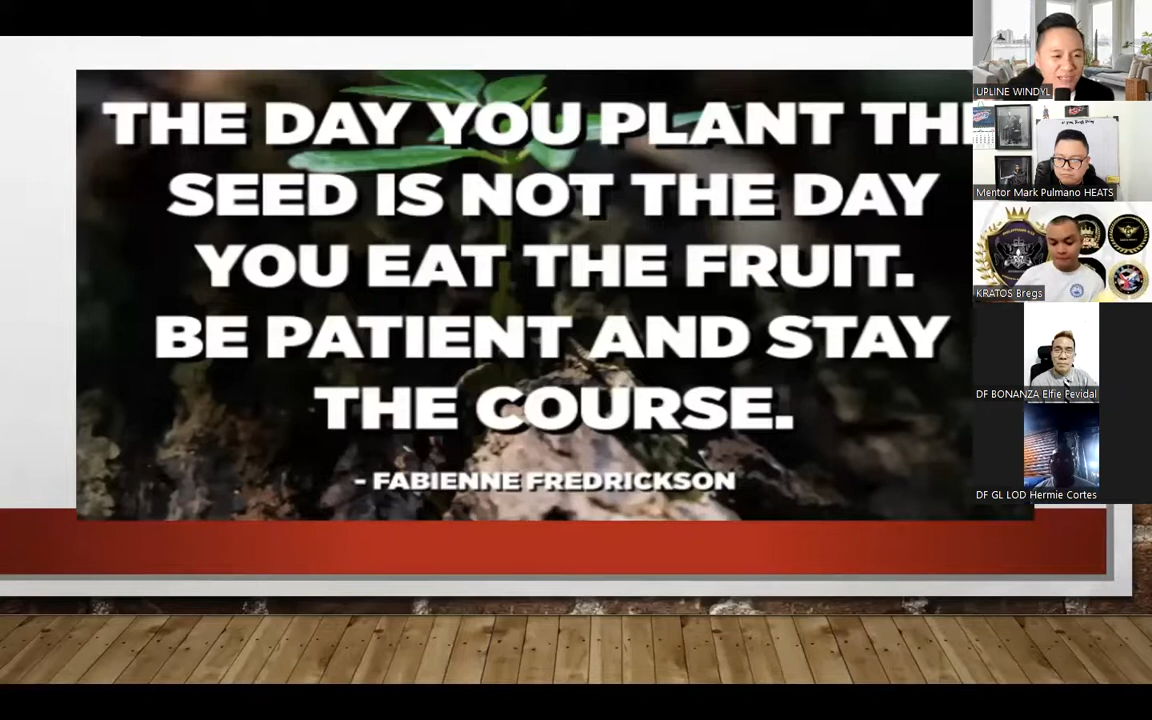 THE DAY YOU PLANT TH
SEED IS NOT THE DAY
YOU EAT THE FRUIT.
BE PATIENT AND STAY
THE COURSE.
- FABIENNE FREDRICKSON
UPLINE WINDYL
Mentor Mark Pulmano HEATS
KRATOS Bregs
DF BONANZA Elfie Fevidal
DF GL LOD Hermie Cortes